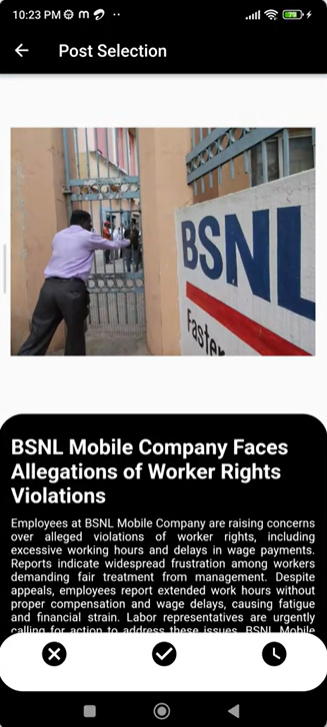 10:23 PM m
Post Selection
BSNL
Faster
BSNL Mobile Company Faces
Allegations of Worker Rights
Violations
Employees at BSNL Mobile Company are raising concerns
over alleged violations of worker rights, including
excessive working hours and delays in wage payments.
Reports indicate widespread frustration among workers
demanding fair treatment from management. Despite
appeals, employees report extended work hours without
proper compensation and wage delays, causing fatigue
and financial strain. Labor representatives are urgently
calling for action to address these issues. BSNL Mobile